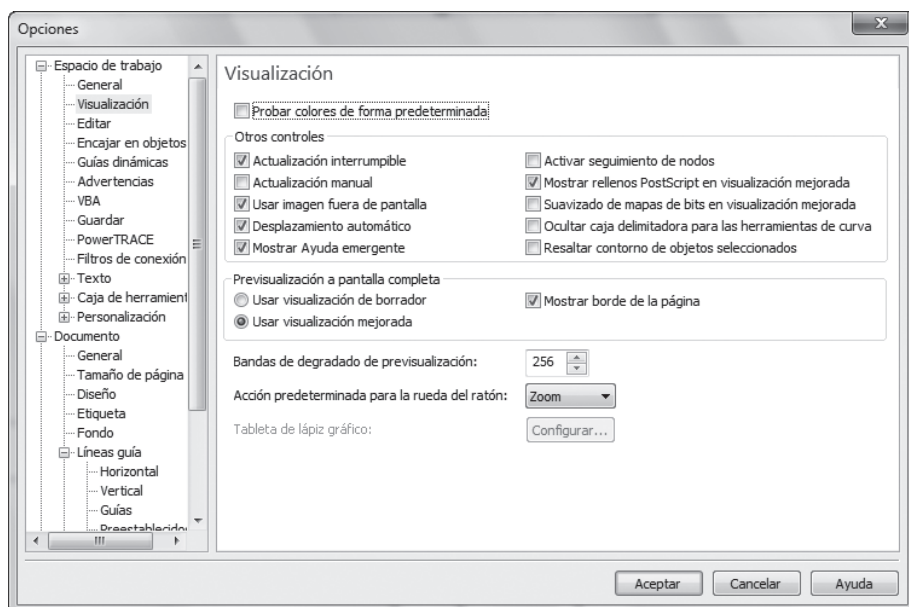 Opciones
Espacio de trabajo
General
Visualización
Editar
Encajar en objetos
Guías dinámicas
Advertencias
VBA
Guardar
PowerTRACE
Filtros de conexión
Texto
Caja de herramient
Personalización
Documento
General
Tamaño de página
Diseño
Etiqueta
Fondo
Líneas guía
Horizontal
Vertical
Guías
Preestablecido
Visualización
Probar colores de forma predeterminada
Otros controles
Actualización interrumpible
Actualización manual
Usar imagen fuera de pantalla
Desplazamiento automático
Mostrar Ayuda emergente
Activar seguimiento de nodos
Mostrar rellenos PostScript en visualización mejorada
Suavizado de mapas de bits en visualización mejorada
Ocultar caja delimitadora para las herramientas de curva
Resaltar contorno de objetos seleccionados
Previsualización a pantalla completa
Usar visualización de borrador
Usar visualización mejorada
Mostrar borde de la página
Bandas de degradado de previsualización: 256
Acción predeterminada para la rueda del ratón: Zoom
Tableta de lápiz gráfico: Configurar...
Aceptar Cancelar Ayuda